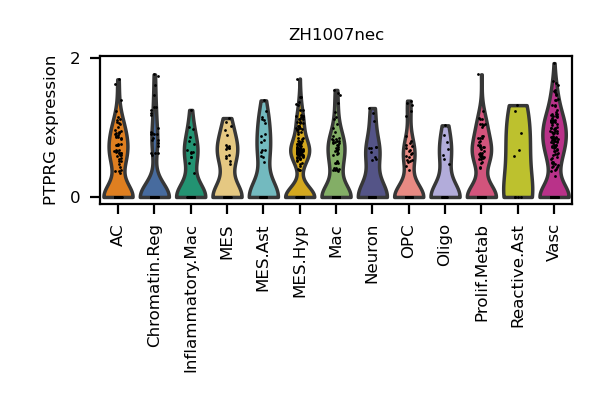 ZH1007nec
PTPRG expression
2
0
AC
Chromatin.Reg
Inflammatory.Mac
MES
MES.Ast
MES.Hyp
Mac
Neuron
OPC
Oligo
Prolif.Metab
Reactive.Ast
Vasc